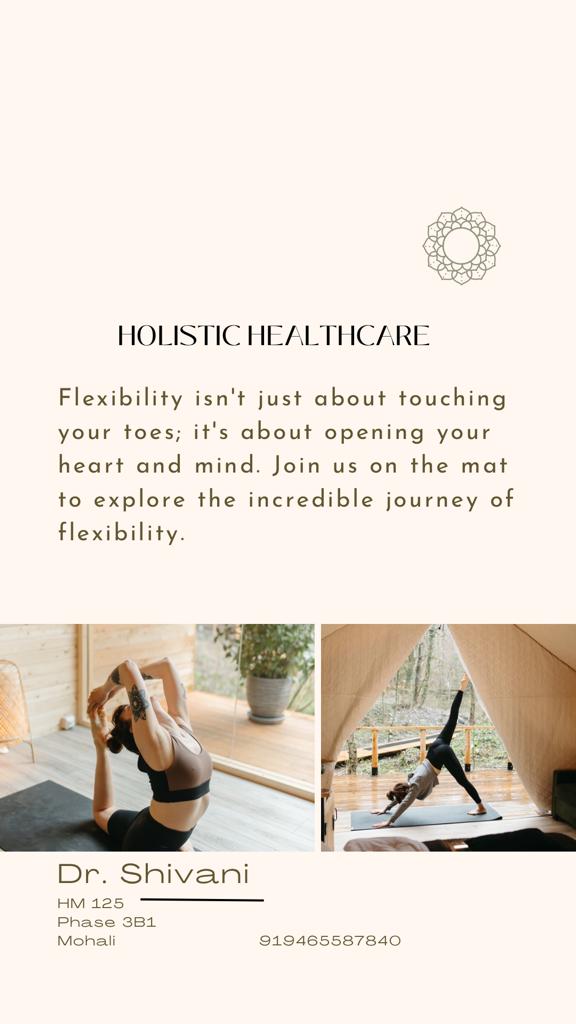 HOLISTIC HEALTHCARE
Flexibility isn't just about touching
your toes; it's about opening your
heart and mind. Join us on the mat
to explore the incredible journey of
flexibility.
Dr. Shivani
HM 125
Phase 3B1
Mohali
919465587840